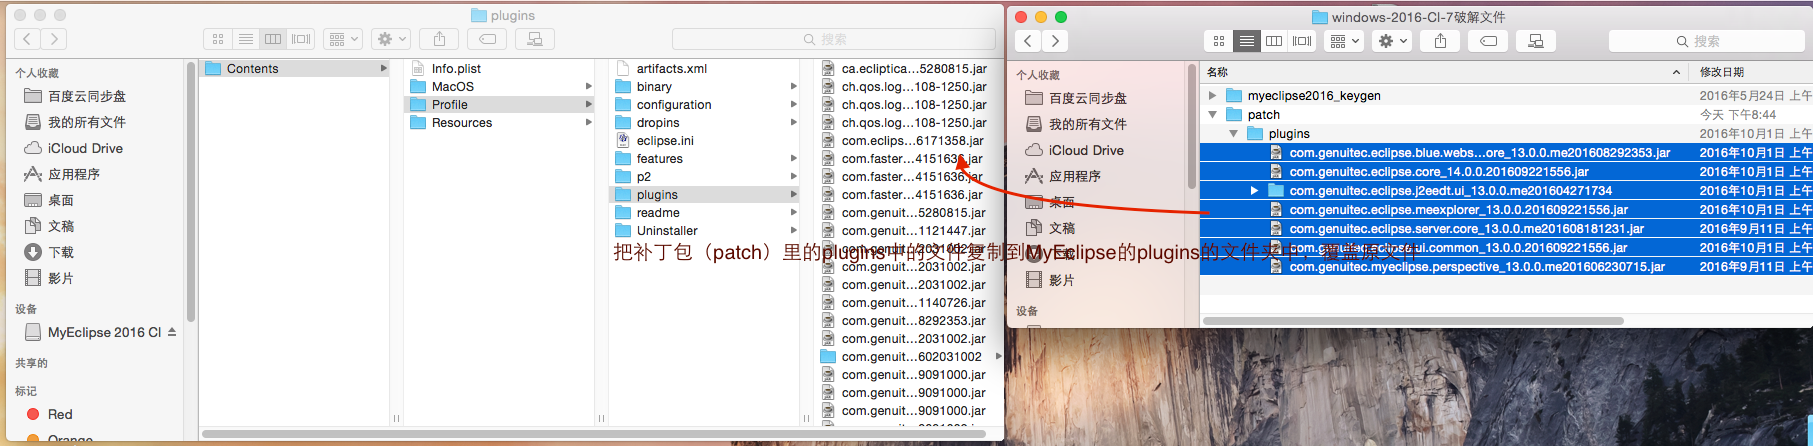 plugins
搜索
个人收藏
百度云同步盘
我的所有文件
iCloud Drive
应用程序
桌面
文稿
下载
影片
设备
MyEclipse 2016 CI
共享的
标记
Red
Orange
Contents
Info.plist
MacOS
Profile
Resources
artifacts.xml
binary
configuration
dropins
eclipse.ini
features
p2
plugins
readme
Uninstaller
ca.ecliptica...5280815.jar
ch.qos.log...108-1250.jar
ch.qos.log...108-1250.jar
ch.qos.log...108-1250.jar
com.eclips...6171358.jar
com.faster...4151636.jar
com.faster...4151636.jar
com.faster...4151636.jar
com.genuit...5280815.jar
com.genuit...1121447.jar
com.genuit...2031002.jar
com.genuit...2031002.jar
com.genuit...2031002.jar
com.genuit...1140726.jar
com.genuit...8292353.jar
com.genuit...2031002.jar
com.genuit...602031002
com.genuit...9091000.jar
com.genuit...9091000.jar
com.genuit...9091000.jar
把补丁包（patch）里的plugins中的文件复制到MyEclipse的plugins的文件夹中，覆盖原文件
windows-2016-CI-7破解文件
搜索
个人收藏
百度云同步盘
我的所有文件
iCloud Drive
应用程序
桌面
文稿
下载
影片
设备
名称 修改日期
myeclipse2016_keygen 2016年5月24日 上午
patch 今天 下午8:44
plugins 2016年10月1日 上午
com.genuitec.eclipse.blue.webs...ore_13.0.0.me201608292353.jar 2016年10月1日 上午
com.genuitec.eclipse.core_14.0.0.201609221556.jar 2016年10月1日 上午
com.genuitec.eclipse.j2eedt.ui_13.0.0.me201604271734 2016年10月1日 上午
com.genuitec.eclipse.meexplorer_13.0.0.201609221556.jar 2016年10月1日 上午
com.genuitec.eclipse.server.core_13.0.0.me201608181231.jar 2016年9月11日 上午
com.genuitec.eclipse.ui.common_13.0.0.201609221556.jar 2016年10月1日 上午
com.genuitec.myeclipse.perspective_13.0.0.me201606230715.jar 2016年9月11日 上午